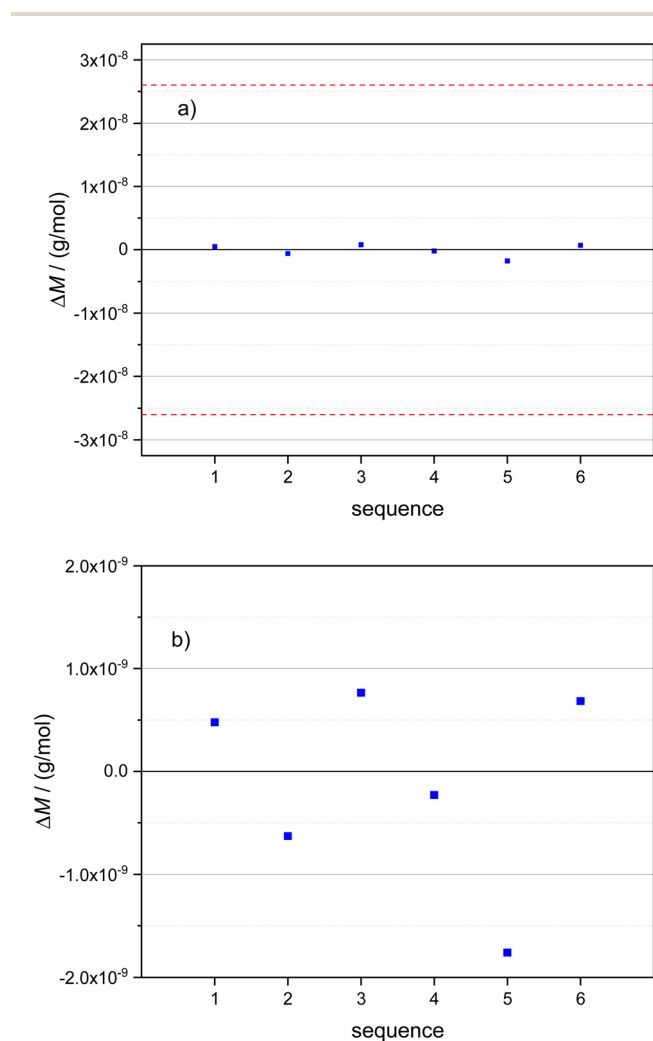 3x10⁻⁸
a)
2x10⁻⁸
1x10⁻⁸
0
-1x10⁻⁸
-2x10⁻⁸
-3x10⁻⁸
ΔM / (g/mol)
1 2 3 4 5 6
sequence
2.0x10⁻⁹
b)
1.0x10⁻⁹
0.0
-1.0x10⁻⁹
-2.0x10⁻⁹
ΔM / (g/mol)
1 2 3 4 5 6
sequence